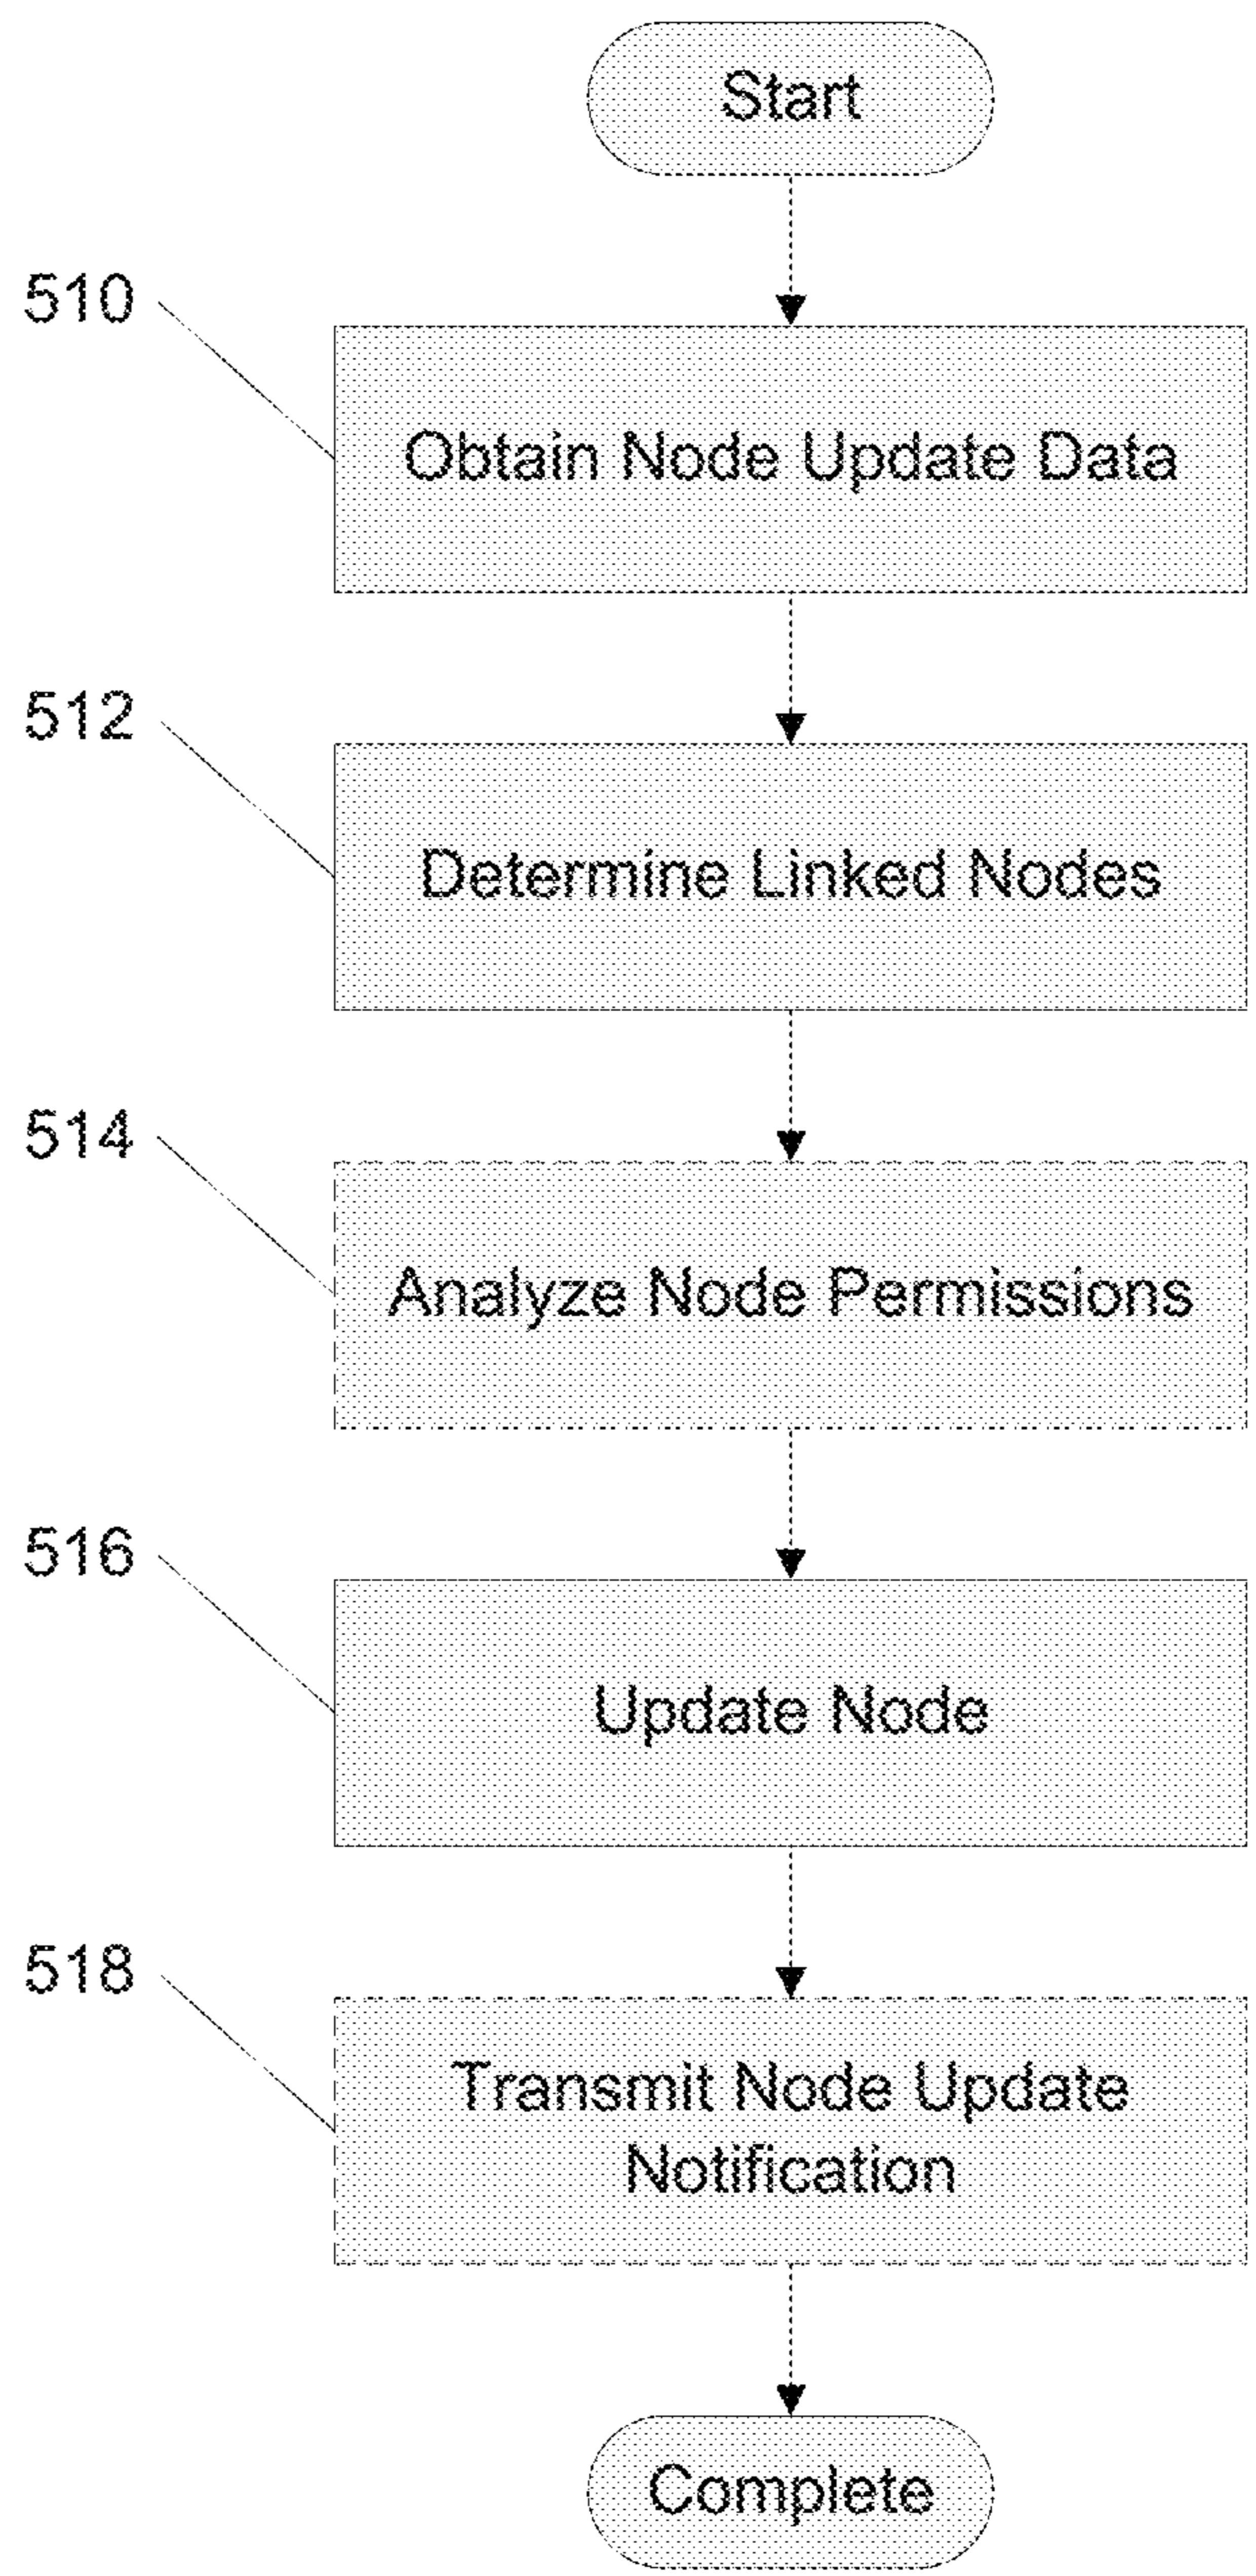 Start
510
Obtain Node Update Data
512
Determine Linked Nodes
514
Analyze Node Permissions
516
Update Node
518
Transmit Node Update
Notification
Complete